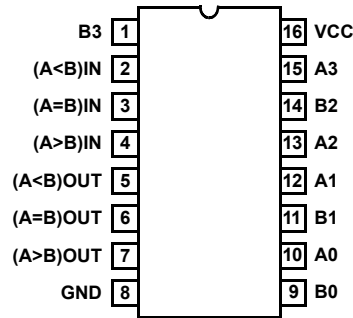 B3 1 16 VCC
(A<B)IN 2 15 A3
(A=B)IN 3 14 B2
(A>B)IN 4 13 A2
(A<B)OUT 5 12 A1
(A=B)OUT 6 11 B1
(A>B)OUT 7 10 A0
GND 8 9 B0